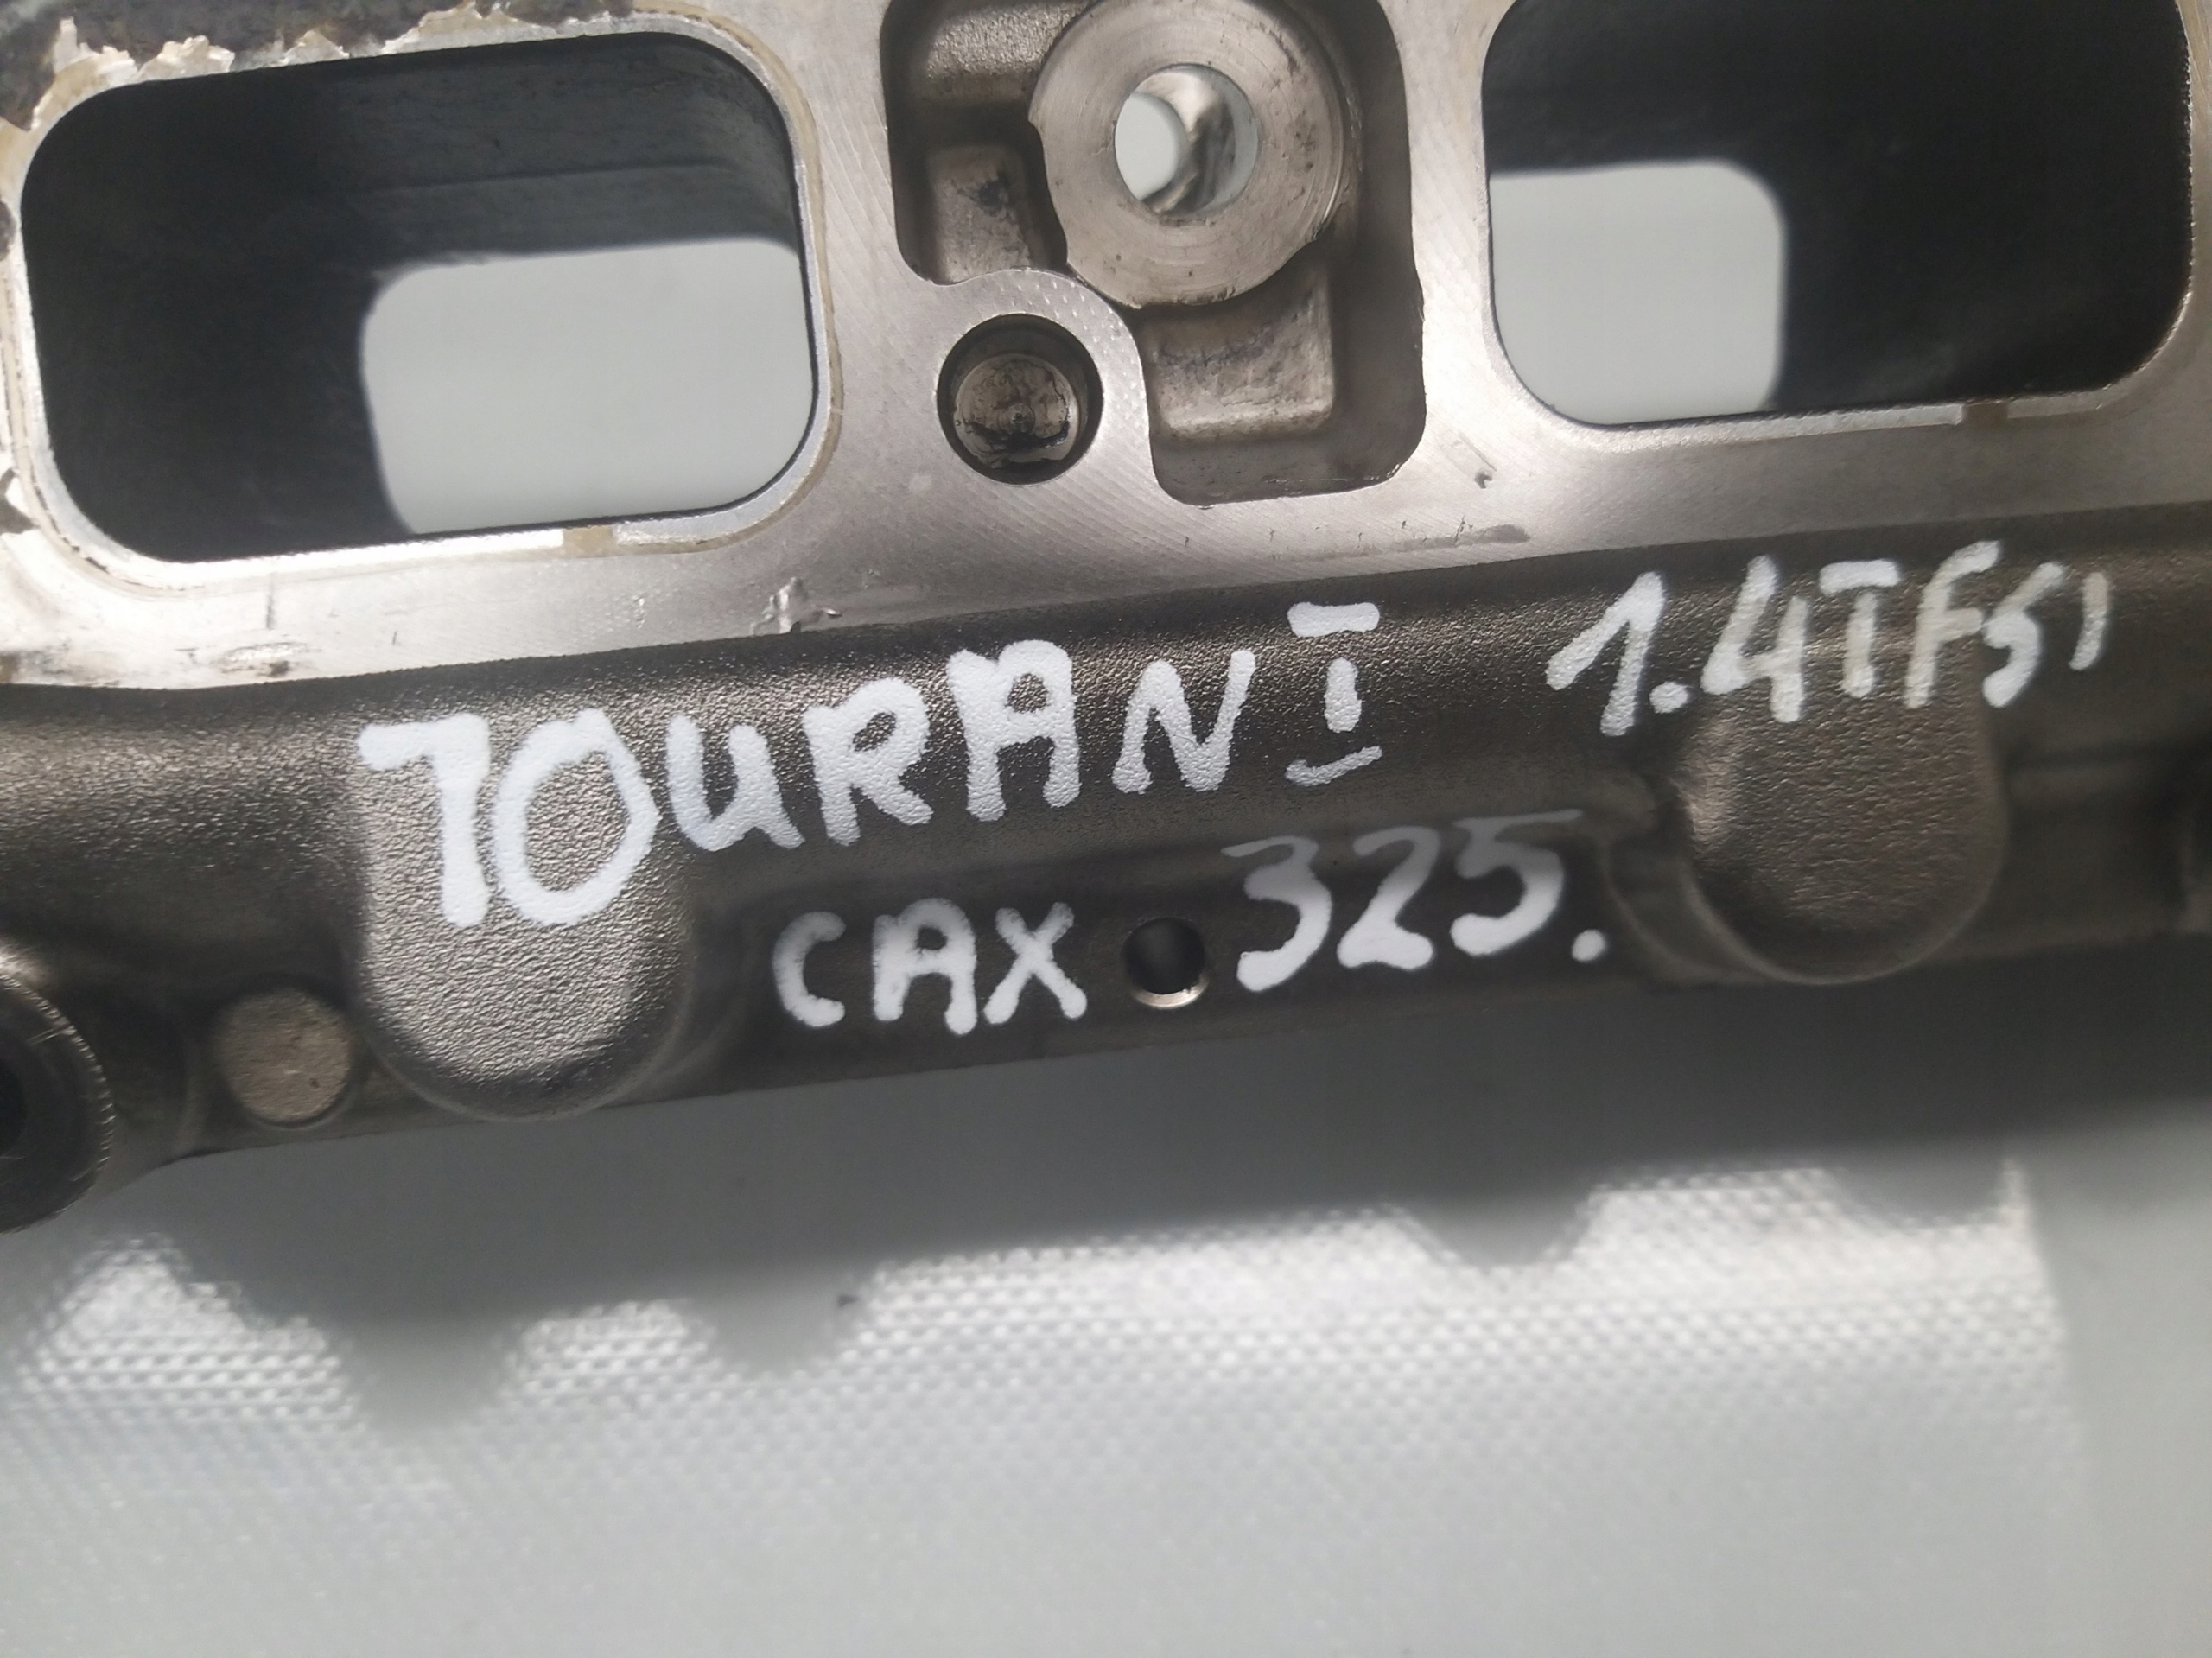 TOURAN I 1.4TFSI
CAX 325.